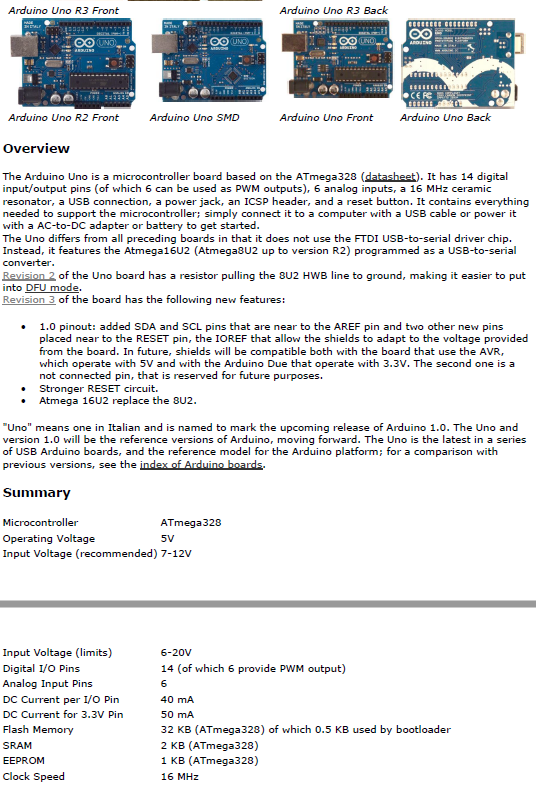 Arduino Uno R3 Front Arduino Uno R3 Back
Arduino Uno R2 Front Arduino Uno SMD Arduino Uno Front Arduino Uno Back
Overview
The Arduino Uno is a microcontroller board based on the ATmega328 (datasheet). It has 14 digital
input/output pins (of which 6 can be used as PWM outputs), 6 analog inputs, a 16 MHz ceramic
resonator, a USB connection, a power jack, an ICSP header, and a reset button. It contains everything
needed to support the microcontroller; simply connect it to a computer with a USB cable or power it
with a AC-to-DC adapter or battery to get started.
The Uno differs from all preceding boards in that it does not use the FTDI USB-to-serial driver chip.
Instead, it features the Atmega16U2 (Atmega8U2 up to version R2) programmed as a USB-to-serial
converter.
Revision 2 of the Uno board has a resistor pulling the 8U2 HWB line to ground, making it easier to put
into DFU mode.
Revision 3 of the board has the following new features:
• 1.0 pinout: added SDA and SCL pins that are near to the AREF pin and two other new pins
placed near to the RESET pin, the IOREF that allow the shields to adapt to the voltage provided
from the board. In future, shields will be compatible both with the board that use the AVR,
which operate with 5V and with the Arduino Due that operate with 3.3V. The second one is a
not connected pin, that is reserved for future purposes.
• Stronger RESET circuit.
• Atmega 16U2 replace the 8U2.
"Uno" means one in Italian and is named to mark the upcoming release of Arduino 1.0. The Uno and
version 1.0 will be the reference versions of Arduino, moving forward. The Uno is the latest in a series
of USB Arduino boards, and the reference model for the Arduino platform; for a comparison with
previous versions, see the index of Arduino boards.
Summary
Microcontroller ATmega328
Operating Voltage 5V
Input Voltage (recommended) 7-12V
Input Voltage (limits) 6-20V
Digital I/O Pins 14 (of which 6 provide PWM output)
Analog Input Pins 6
DC Current per I/O Pin 40 mA
DC Current for 3.3V Pin 50 mA
Flash Memory 32 KB (ATmega328) of which 0.5 KB used by bootloader
SRAM 2 KB (ATmega328)
EEPROM 1 KB (ATmega328)
Clock Speed 16 MHz